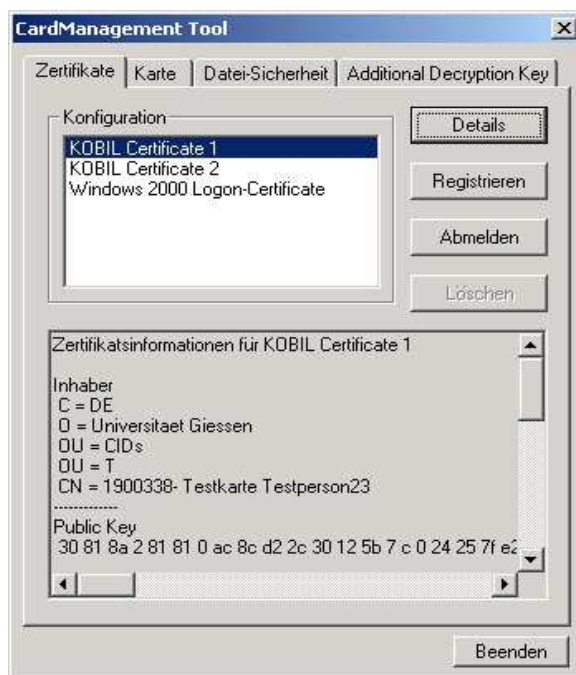 CardManagement Tool
Zertifikate Karte Datei-Sicherheit Additional Decryption Key
Konfiguration
KOBIL Certificate 1
KOBIL Certificate 2
Windows 2000 Logon-Certificate
Details
Registrieren
Abmelden
Löschen
Zertifikatsinformationen für KOBIL Certificate 1
Inhaber
C = DE
O = Universitaet Giessen
OU = CIDs
OU = T
CN = 1900338- Testkarte Testperson23
-------------
Public Key
30 81 8a 2 81 81 0 ac 8c d2 2c 30 12 5b 7 c 0 24 25 7f e2
Beenden